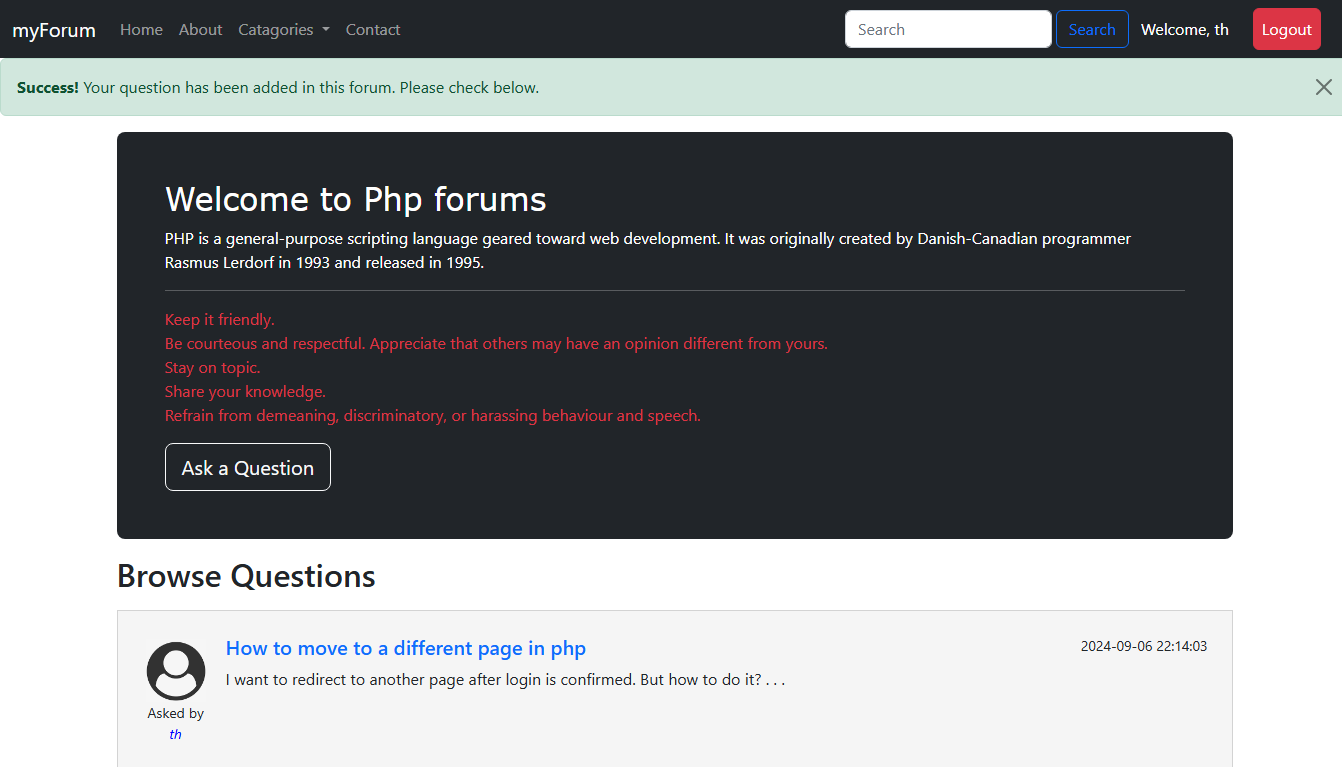 myForum Home About Catagories Contact Search Search Welcome, th Logout
Success! Your question has been added in this forum. Please check below.
Welcome to Php forums
PHP is a general-purpose scripting language geared toward web development. It was originally created by Danish-Canadian programmer
Rasmus Lerdorf in 1993 and released in 1995.
Keep it friendly.
Be courteous and respectful. Appreciate that others may have an opinion different from yours.
Stay on topic.
Share your knowledge.
Refrain from demeaning, discriminatory, or harassing behaviour and speech.
Ask a Question
Browse Questions
How to move to a different page in php 2024-09-06 22:14:03
I want to redirect to another page after login is confirmed. But how to do it? . . .
Asked by
th